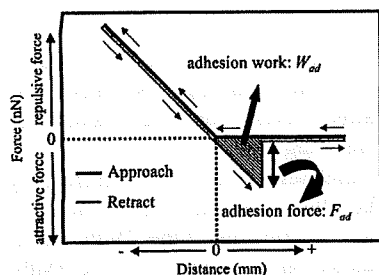 adhesion work: W_ad
Force (nN)
repulsive force
attractive force
0
Approach
Retract
adhesion force: F_ad
- 0 +
Distance (mm)